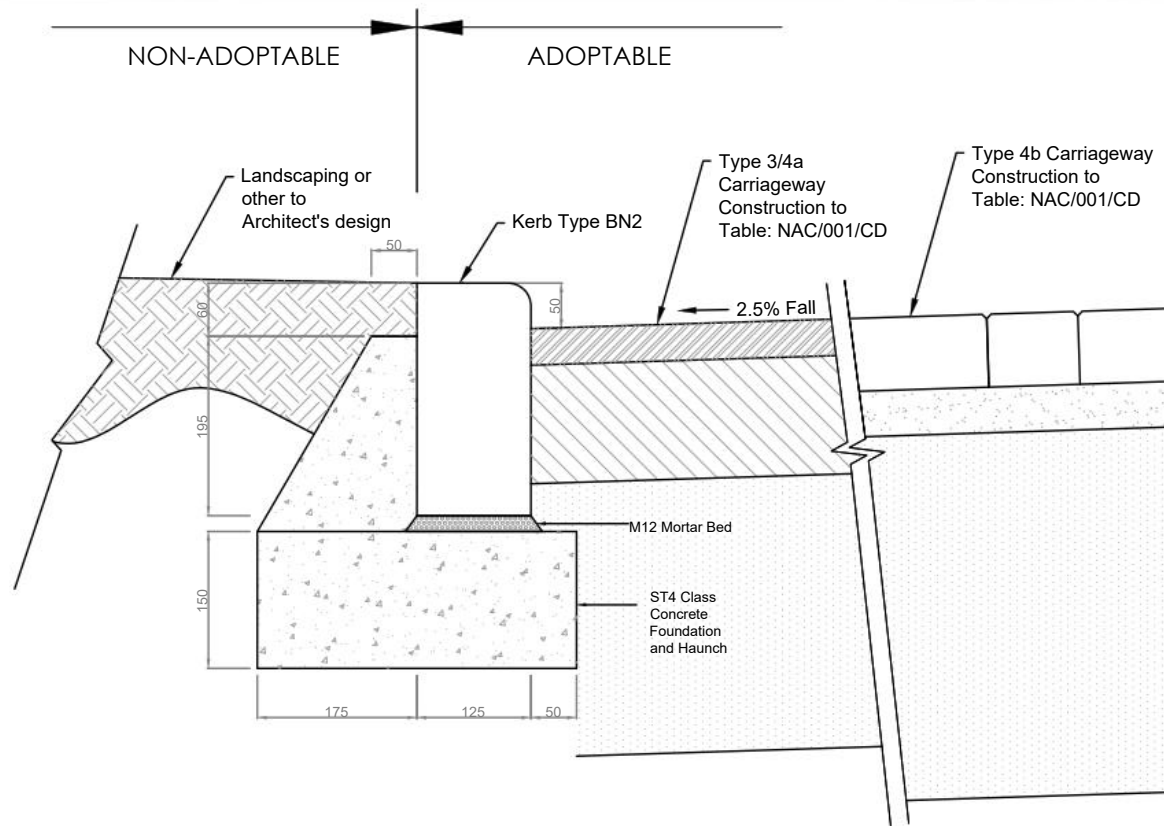 NON-ADOPTABLE
ADOPTABLE
Landscaping or
other to
Architect's design
Kerb Type BN2
Type 3/4a
Carriageway
Construction to
Table: NAC/001/CD
Type 4b Carriageway
Construction to
Table: NAC/001/CD
50
60
50
2.5% Fall
195
M12 Mortar Bed
150
ST4 Class
Concrete
Foundation
and Haunch
175
125
50